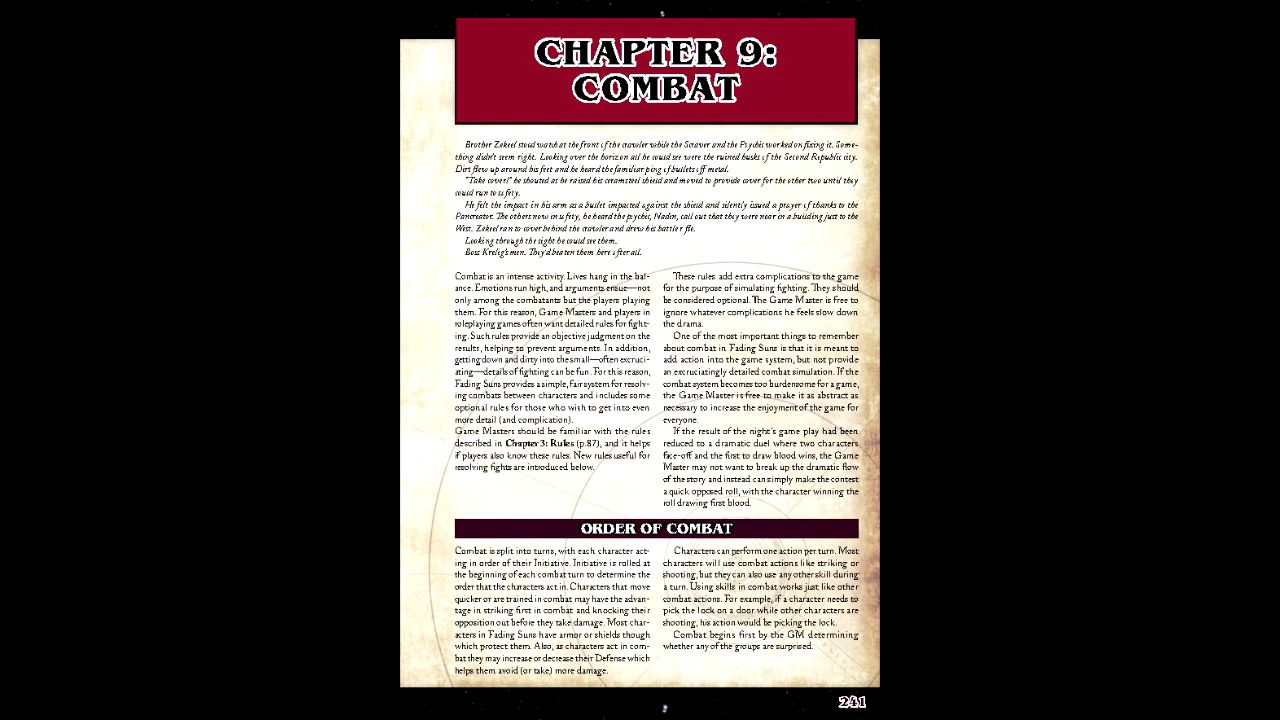 CHAPTER 9:
COMBAT
Brother Zekeel stood watch at the front of the crawler while the Scraver and the Psychic worked on fixing it. Some-
thing didn't seem right. Looking over the horizon all he could see were the ruined husks of the Second Republic city.
Dirt flew up around his feet and he heard the familiar ping of bullets off metal.
"Take cover!" he shouted as he raised his ceramsteel shield and moved to provide cover for the other two until they
could run to safety.
He felt the impact in his arm as a bullet impacted against the shield and silently issued a prayer of thanks to the
Pancreator. The others now in safety, he heard the psychic, Nadin, call out that they were near in a building just to the
West. Zekeel ran to cover behind the crawler and drew his battle rifle.
Looking through the sight he could see them.
Boss Krelig's men. They'd beaten them here after all.
Combat is an intense activity. Lives hang in the bal-
ance. Emotions run high, and arguments ensue—not
only among the combatants but the players playing
them. For this reason, Game Masters and players in
roleplaying games often want detailed rules for fight-
ing. Such rules provide an objective judgment on the
results, helping to prevent arguments. In addition,
getting down and dirty into the small—often excruci-
ating—details of fighting can be fun. For this reason,
Fading Suns provides a simple, fair system for resolv-
ing combats between characters and includes some
optional rules for those who wish to get into even
more detail (and complication).
Game Masters should be familiar with the rules
described in Chapter 3: Rules (p.87), and it helps
if players also know these rules. New rules useful for
resolving fights are introduced below.
These rules add extra complications to the game
for the purpose of simulating fighting. They should
be considered optional. The Game Master is free to
ignore whatever complications he feels slow down
the drama.
One of the most important things to remember
about combat in Fading Suns is that it is meant to
add action into the game system, but not provide
an excruciatingly detailed combat simulation. If the
combat system becomes too burdensome for a game,
the Game Master is free to make it as abstract as
necessary to increase the enjoyment of the game for
everyone.
If the result of the night's game play had been
reduced to a dramatic duel where two characters
face-off and the first to draw blood wins, the Game
Master may not want to break up the dramatic flow
of the story and instead can simply make the contest
a quick opposed roll, with the character winning the
roll drawing first blood.
ORDER OF COMBAT
Combat is split into turns, with each character act-
ing in order of their Initiative. Initiative is rolled at
the beginning of each combat turn to determine the
order that the characters act in. Characters that move
quicker or are trained in combat may have the advan-
tage in striking first in combat and knocking their
opposition out before they take damage. Most char-
acters in Fading Suns have armor or shields though
which protect them. Also, as characters act in com-
bat they may increase or decrease their Defense which
helps them avoid (or take) more damage.
Characters can perform one action per turn. Most
characters will use combat actions like striking or
shooting, but they can also use any other skill during
a turn. Using skills in combat works just like other
combat actions. For example, if a character needs to
pick the lock on a door while other characters are
shooting, his action would be picking the lock.
Combat begins first by the GM determining
whether any of the groups are surprised.
241